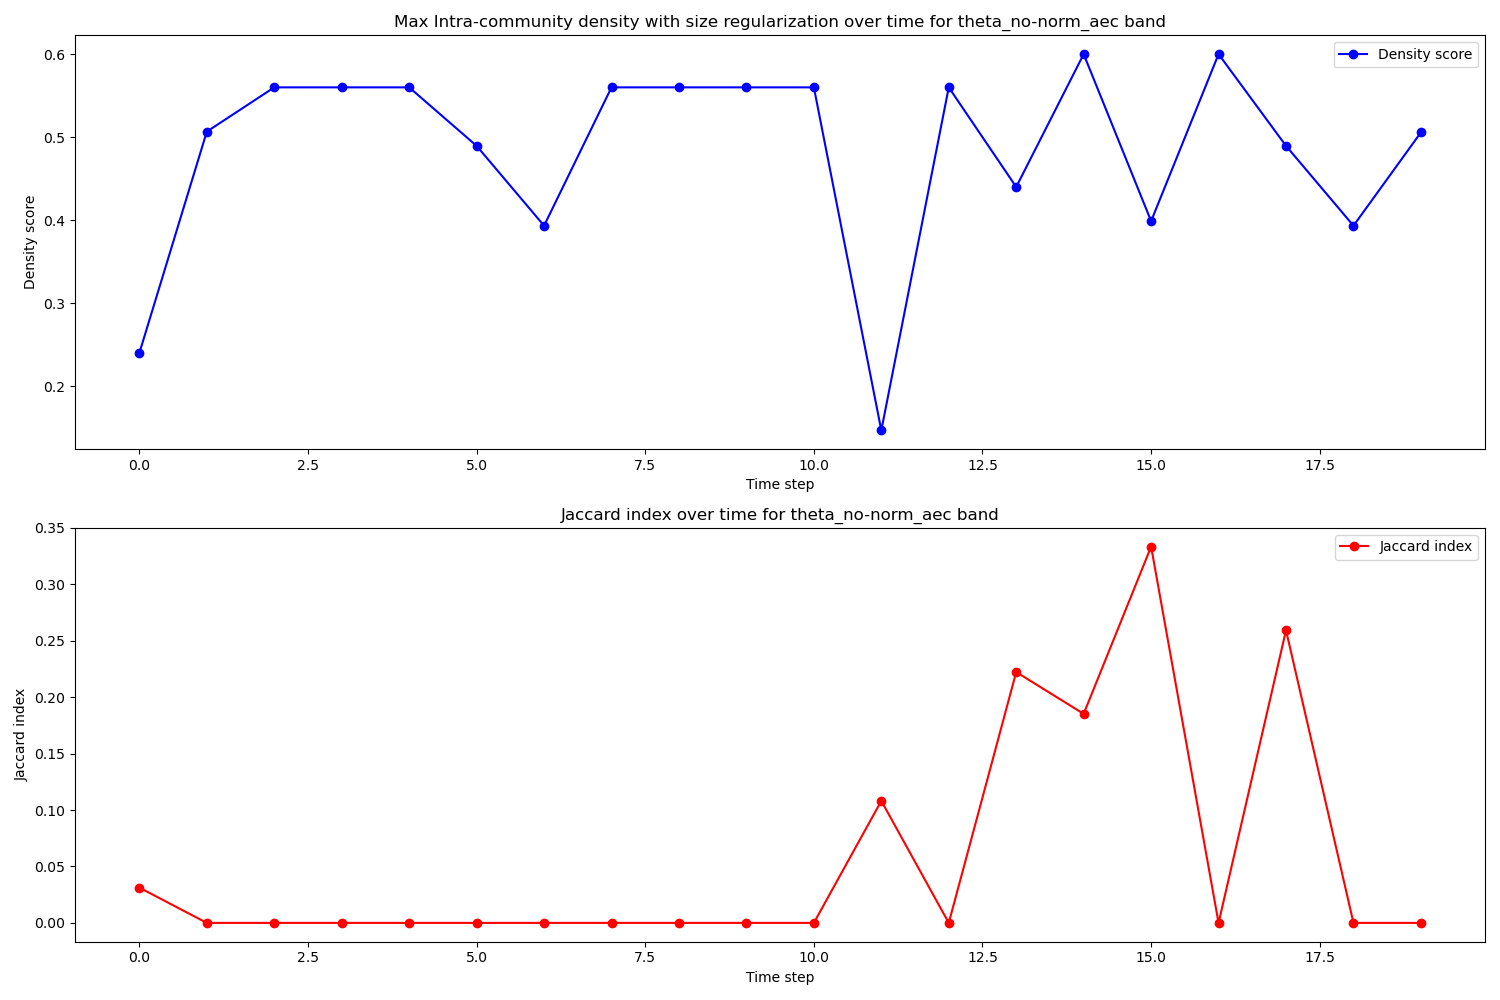 Max Intra-community density with size regularization over time for theta_no-norm_aec band
Density score
0.6
0.5
0.4
0.3
0.2
Density score
0.0 2.5 5.0 7.5 10.0 12.5 15.0 17.5
Time step
Jaccard index over time for theta_no-norm_aec band
Jaccard index
0.35
0.30
0.25
0.20
0.15
0.10
0.05
0.00
Jaccard index
0.0 2.5 5.0 7.5 10.0 12.5 15.0 17.5
Time step